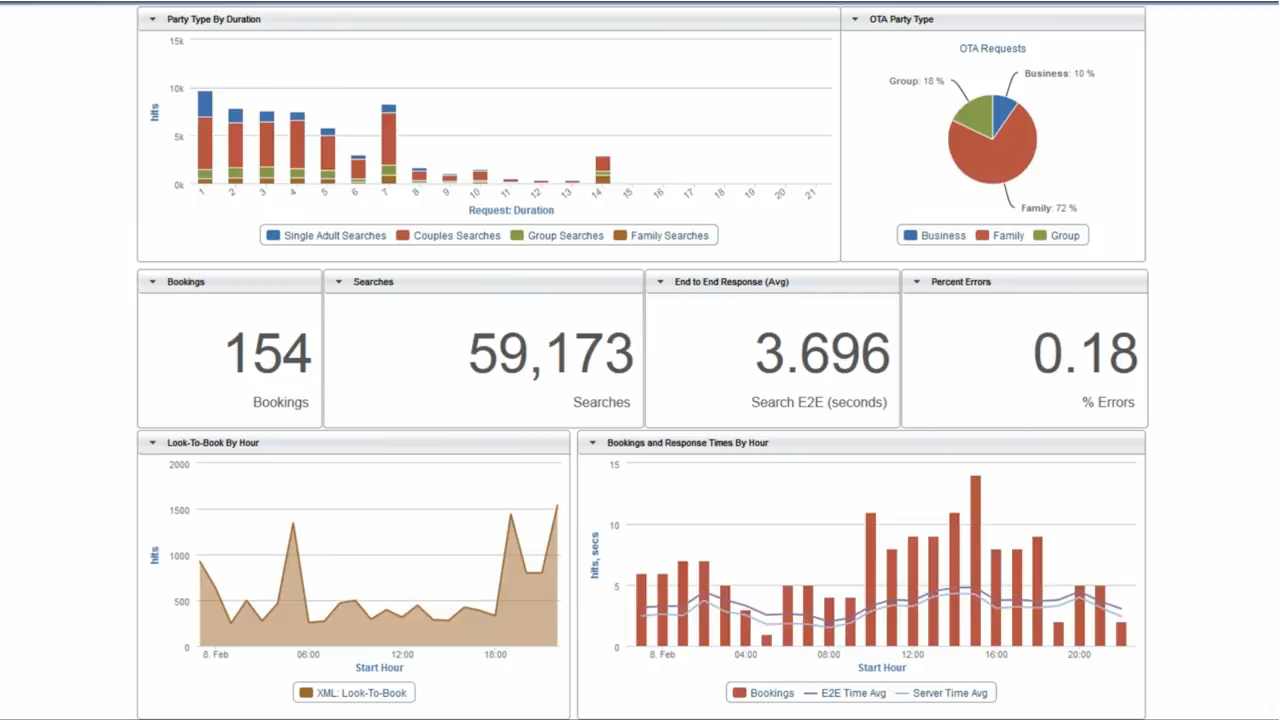 Party Type By Duration
15k
10k
5k
0k
hits
1 2 3 4 5 6 7 8 9 10 11 12 13 14 15 16 17 18 19 20 21
Request: Duration
Single Adult Searches Couples Searches Group Searches Family Searches
OTA Party Type
OTA Requests
Business: 10 %
Group: 18 %
Family: 72 %
Business Family Group
Bookings
154
Bookings
Searches
59,173
Searches
End to End Response (Avg)
3.696
Search E2E (seconds)
Percent Errors
0.18
% Errors
Look-To-Book By Hour
2000
1500
1000
500
0
hits
8. Feb 06:00 12:00 18:00
Start Hour
XML: Look-To-Book
Bookings and Response Times By Hour
15
10
5
0
hits, secs
8. Feb 04:00 08:00 12:00 16:00 20:00
Start Hour
Bookings E2E Time Avg Server Time Avg